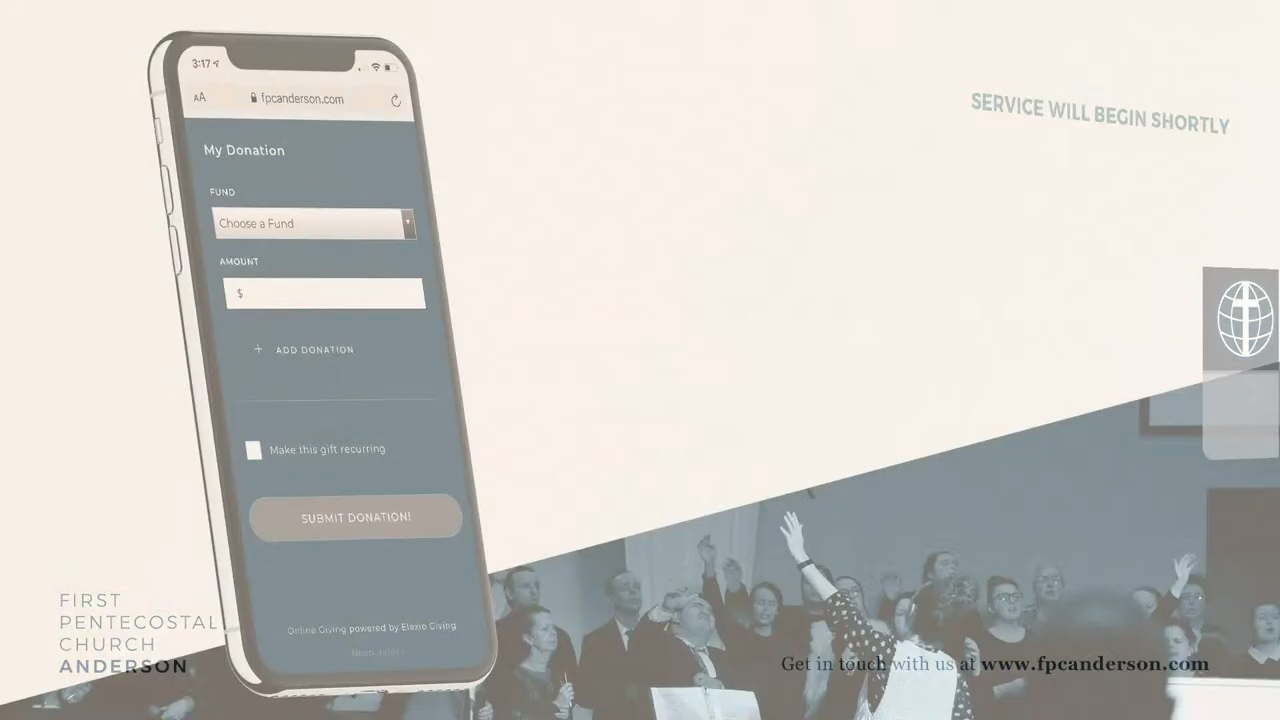 3:17
AA fpcanderson.com
My Donation
FUND
Choose a Fund
AMOUNT
$
+ ADD DONATION
Make this gift recurring
SUBMIT DONATION!
Online Giving powered by Elexio Giving
Need assist
SERVICE WILL BEGIN SHORTLY
FIRST
PENTECOSTAL
CHURCH
ANDERSON
Get in touch with us at www.fpcanderson.com